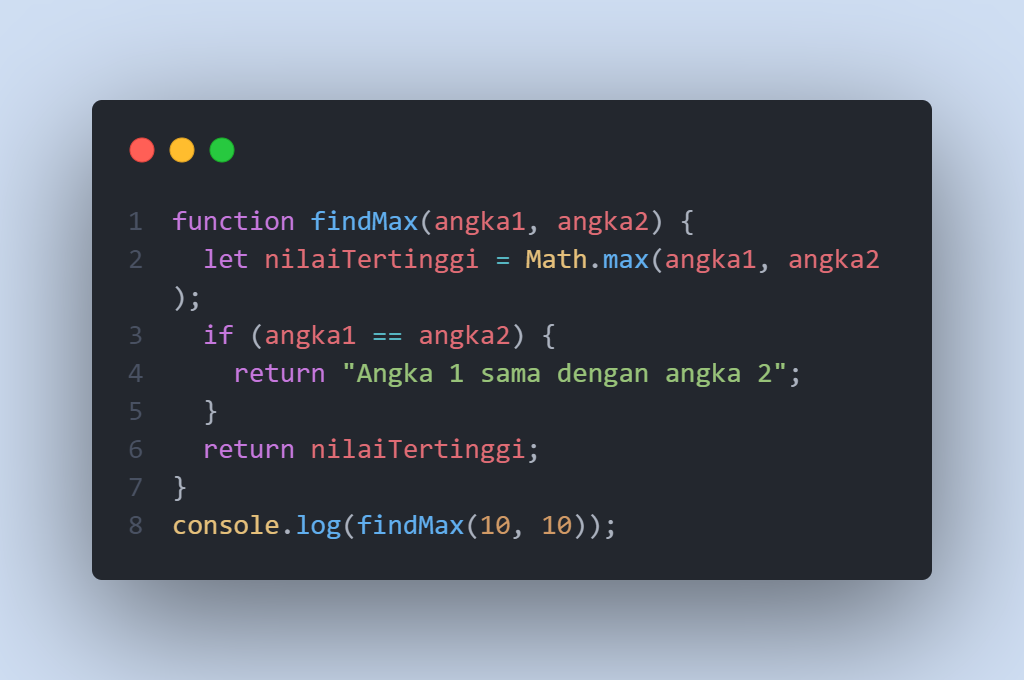 1 function findMax(angka1, angka2) {
2   let nilaiTertinggi = Math.max(angka1, angka2
);
3   if (angka1 == angka2) {
4     return "Angka 1 sama dengan angka 2";
5   }
6   return nilaiTertinggi;
7 }
8 console.log(findMax(10, 10));